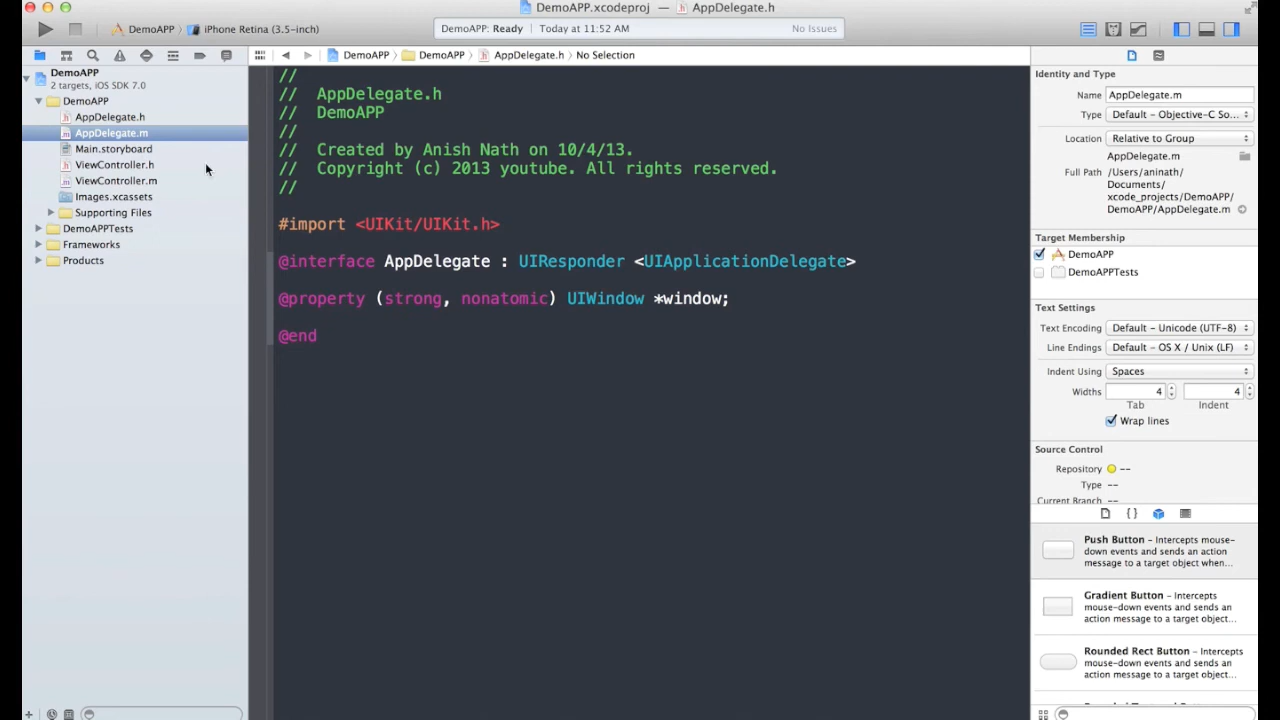 DemoAPP.xcodeproj — AppDelegate.h
DemoAPP iPhone Retina (3.5-inch)
DemoAPP: Ready Today at 11:52 AM No Issues
DemoAPP DemoAPP AppDelegate.h No Selection
DemoAPP
2 targets, iOS SDK 7.0
DemoAPP
AppDelegate.h
AppDelegate.m
Main.storyboard
ViewController.h
ViewController.m
Images.xcassets
Supporting Files
DemoAPPTests
Frameworks
Products
//
//  AppDelegate.h
//  DemoAPP
//
//  Created by Anish Nath on 10/4/13.
//  Copyright (c) 2013 youtube. All rights reserved.
//
#import <UIKit/UIKit.h>
@interface AppDelegate : UIResponder <UIApplicationDelegate>
@property (strong, nonatomic) UIWindow *window;
@end
Identity and Type
Name AppDelegate.m
Type Default - Objective-C So...
Location Relative to Group
AppDelegate.m
Full Path /Users/aninath/
Documents/
xcode_projects/DemoAPP/
DemoAPP/AppDelegate.m
Target Membership
DemoAPP
DemoAPPTests
Text Settings
Text Encoding Default - Unicode (UTF-8)
Line Endings Default - OS X / Unix (LF)
Indent Using Spaces
Widths 4 4
Tab Indent
Wrap lines
Source Control
Repository --
Type --
Current Branch --
{ }
Push Button - Intercepts mouse-
down events and sends an action
message to a target object when...
Gradient Button - Intercepts
mouse-down events and sends an
action message to a target object...
Rounded Rect Button - Intercepts
mouse-down events and sends an
action message to a target object...